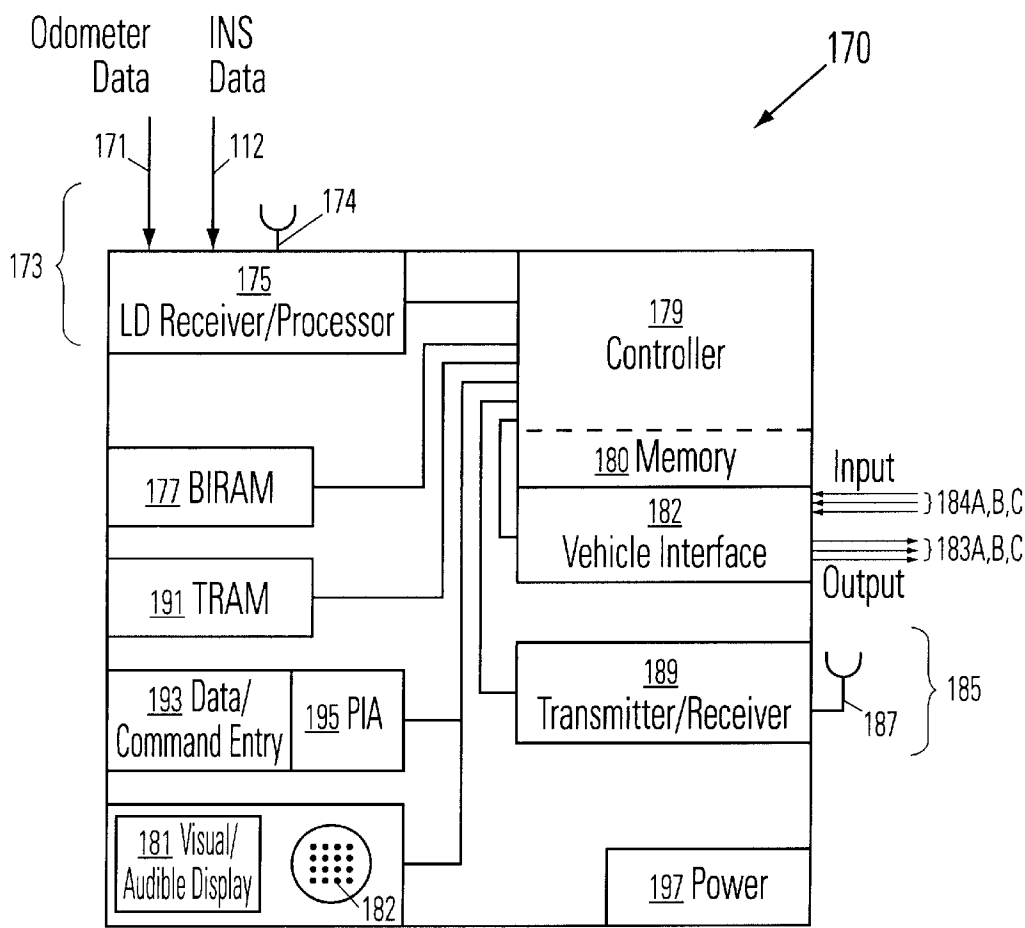 Odometer Data
INS Data
170
171
112
174
173
175
LD Receiver/Processor
179
Controller
180 Memory
177 BIRAM
182
Vehicle Interface
Input
184A,B,C
183A,B,C
Output
191 TRAM
193 Data/
Command Entry
195 PIA
189
Transmitter/Receiver
187
185
181 Visual/
Audible Display
182
197 Power